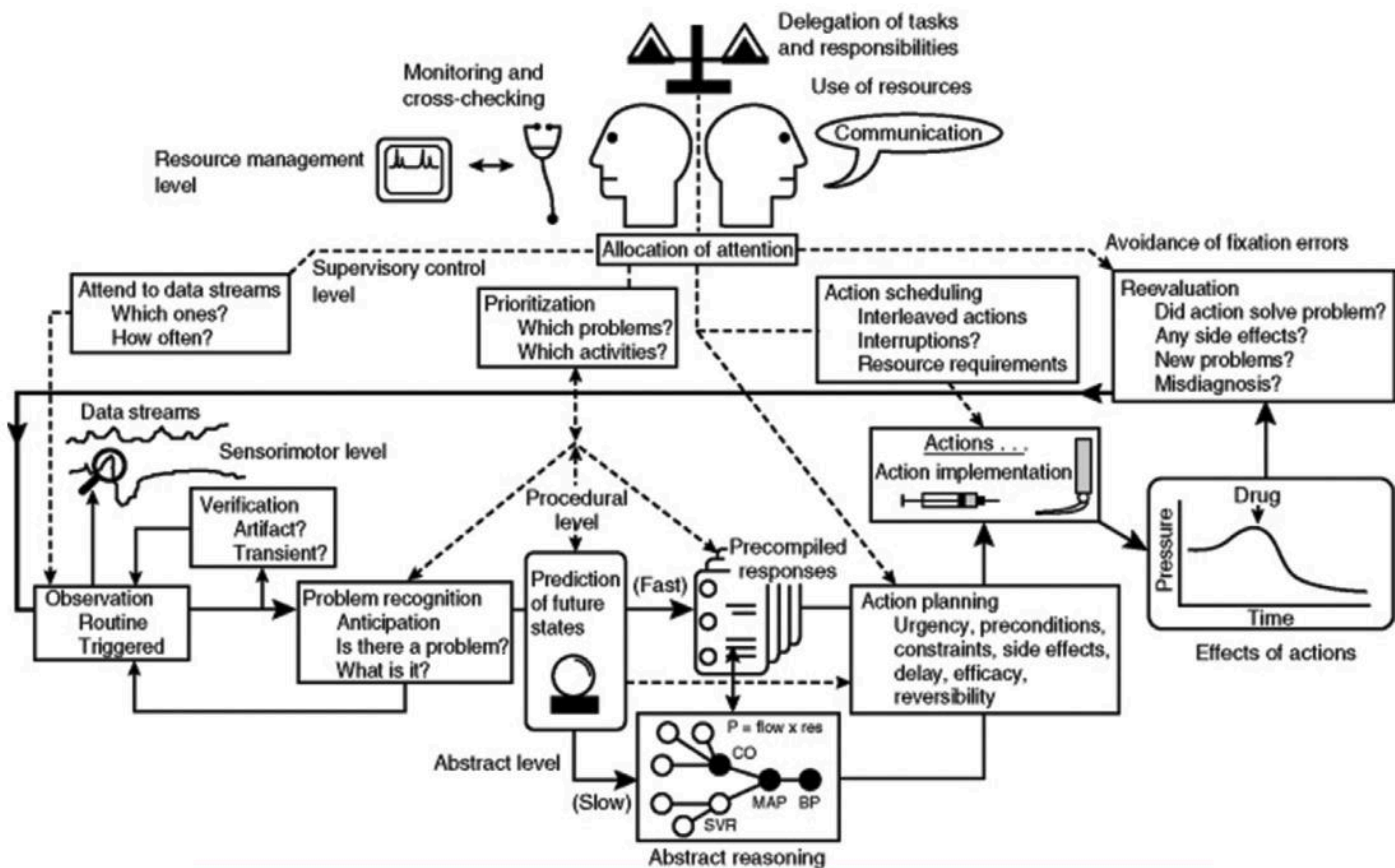 Delegation of tasks
and responsibilities
Monitoring and
cross-checking
Use of resources
Communication
Resource management
level
Allocation of attention
Avoidance of fixation errors
Supervisory control
level
Attend to data streams
Which ones?
How often?
Prioritization
Which problems?
Which activities?
Action scheduling
Interleaved actions
Interruptions?
Resource requirements
Reevaluation
Did action solve problem?
Any side effects?
New problems?
Misdiagnosis?
Data streams
Sensorimotor level
Verification
Artifact?
Transient?
Procedural
level
Actions . . .
Action implementation
Drug
Pressure
Time
Effects of actions
Observation
Routine
Triggered
Problem recognition
Anticipation
Is there a problem?
What is it?
Prediction
of future
states
(Fast)
Precompiled
responses
Action planning
Urgency, preconditions,
constraints, side effects,
delay, efficacy,
reversibility
Abstract level
(Slow)
P = flow x res
CO
MAP BP
SVR
Abstract reasoning